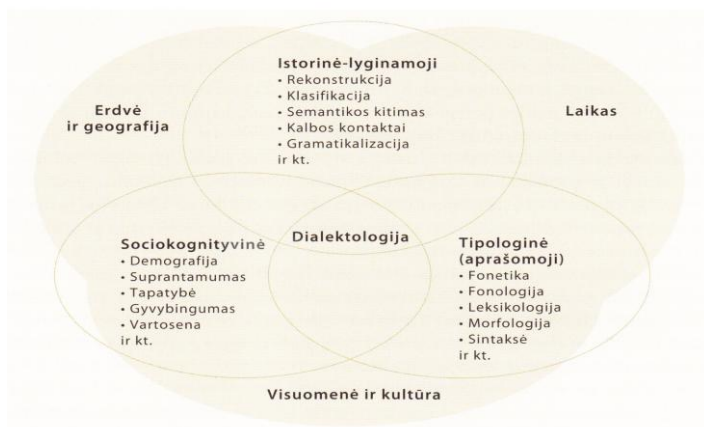 Istorinė-lyginamoji
• Rekonstrukcija
• Klasifikacija
• Semantikos kitimas
• Kalbos kontaktai
• Gramatikalizacija
ir kt.
Erdvė
ir geografija
Laikas
Dialektologija
Sociokognityvinė
• Demografija
• Suprantamumas
• Tapatybė
• Gyvybingumas
• Vartosena
ir kt.
Tipologinė
(aprašomoji)
• Fonetika
• Fonologija
• Leksikologija
• Morfologija
• Sintaksė
ir kt.
Visuomenė ir kultūra